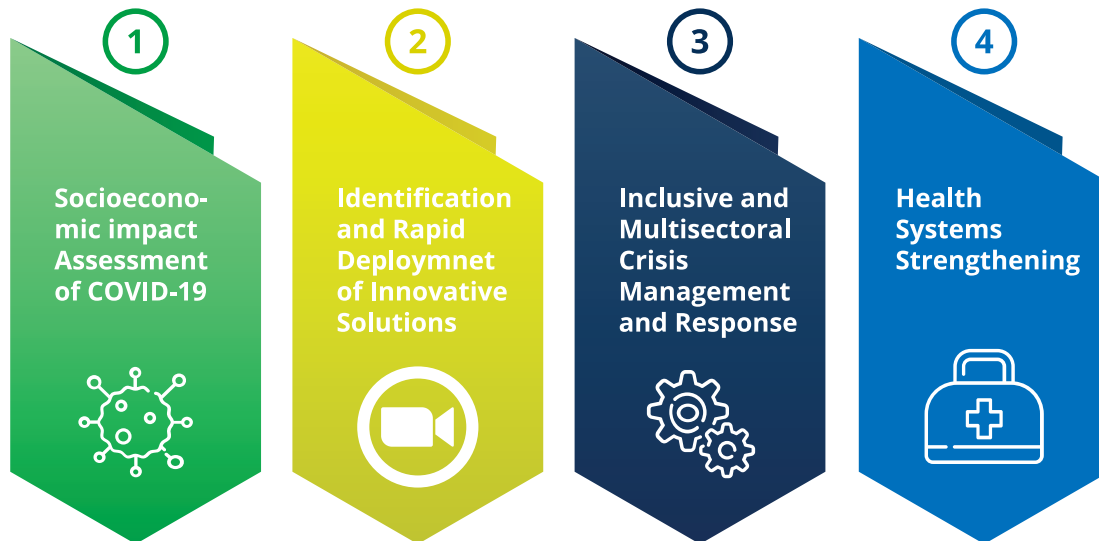 1
Socioecono-
mic impact
Assessment
of COVID-19
2
Identification
and Rapid
Deploymnet
of Innovative
Solutions
3
Inclusive and
Multisectoral
Crisis
Management
and Response
4
Health
Systems
Strengthening